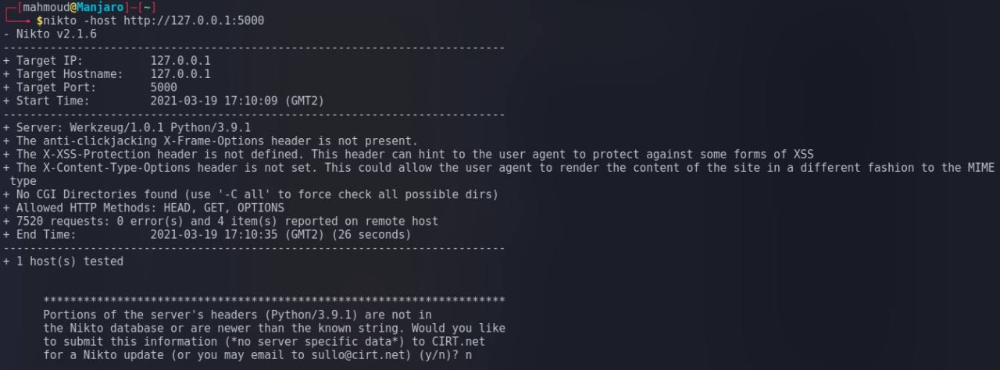 ┌─[mahmoud@Manjaro]─[~]
└──╼ $nikto -host http://127.0.0.1:5000
- Nikto v2.1.6
---------------------------------------------------------------------------
+ Target IP:          127.0.0.1
+ Target Hostname:    127.0.0.1
+ Target Port:        5000
+ Start Time:         2021-03-19 17:10:09 (GMT2)
---------------------------------------------------------------------------
+ Server: Werkzeug/1.0.1 Python/3.9.1
+ The anti-clickjacking X-Frame-Options header is not present.
+ The X-XSS-Protection header is not defined. This header can hint to the user agent to protect against some forms of XSS
+ The X-Content-Type-Options header is not set. This could allow the user agent to render the content of the site in a different fashion to the MIME
 type
+ No CGI Directories found (use '-C all' to force check all possible dirs)
+ Allowed HTTP Methods: HEAD, GET, OPTIONS
+ 7520 requests: 0 error(s) and 4 item(s) reported on remote host
+ End Time:           2021-03-19 17:10:35 (GMT2) (26 seconds)
---------------------------------------------------------------------------
+ 1 host(s) tested
*********************************************************************
Portions of the server's headers (Python/3.9.1) are not in
the Nikto database or are newer than the known string. Would you like
to submit this information (*no server specific data*) to CIRT.net
for a Nikto update (or you may email to sullo@cirt.net) (y/n)? n